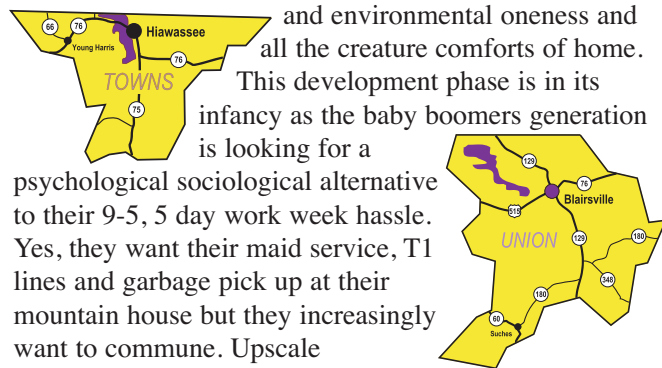 66
76
Hiawassee
Young Harris
76
TOWNS
75
and environmental oneness and
all the creature comforts of home.
This development phase is in its
infancy as the baby boomers generation
is looking for a
psychological sociological alternative
to their 9-5, 5 day work week hassle.
Yes, they want their maid service, T1
lines and garbage pick up at their
mountain house but they increasingly
want to commune. Upscale
129
76
Blairsville
515
UNION
129
180
348
180
60
Suches